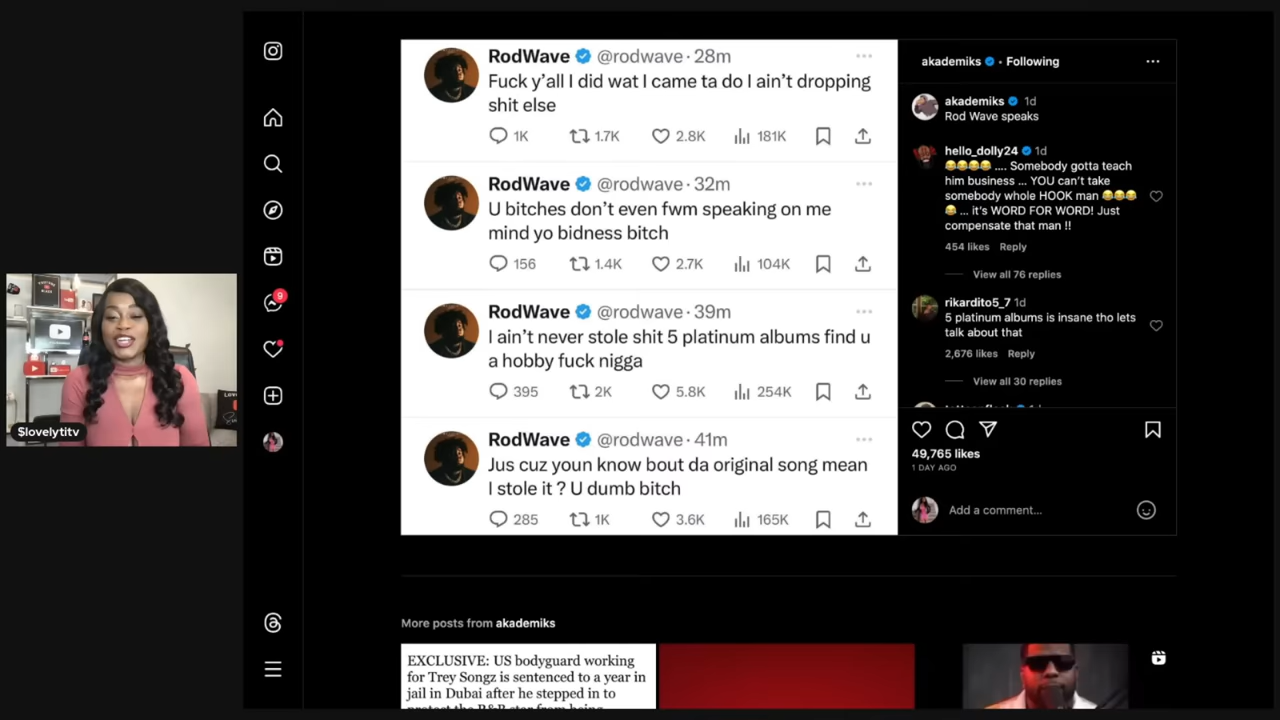 RodWave @rodwave · 28m
Fuck y'all I did wat I came ta do I ain't dropping
shit else
1K 1.7K 2.8K 181K
RodWave @rodwave · 32m
U bitches don't even fwm speaking on me
mind yo bidness bitch
156 1.4K 2.7K 104K
RodWave @rodwave · 39m
I ain't never stole shit 5 platinum albums find u
a hobby fuck nigga
395 2K 5.8K 254K
RodWave @rodwave · 41m
Jus cuz youn know bout da original song mean
I stole it ? U dumb bitch
285 1K 3.6K 165K
akademiks • Following
akademiks 1d
Rod Wave speaks
hello_dolly24 1d
😂😂😂😂 .... Somebody gotta teach
him business ... YOU can't take
somebody whole HOOK man 😂😂😂
😂 ... it's WORD FOR WORD! Just
compensate that man !!
454 likes Reply
View all 76 replies
rikardito5_7 1d
5 platinum albums is insane tho lets
talk about that
2,676 likes Reply
View all 30 replies
49,765 likes
1 DAY AGO
Add a comment...
9
$lovelytitv
More posts from akademiks
EXCLUSIVE: US bodyguard working
for Trey Songz is sentenced to a year in
jail in Dubai after he stepped in to
protect the R&B star from being